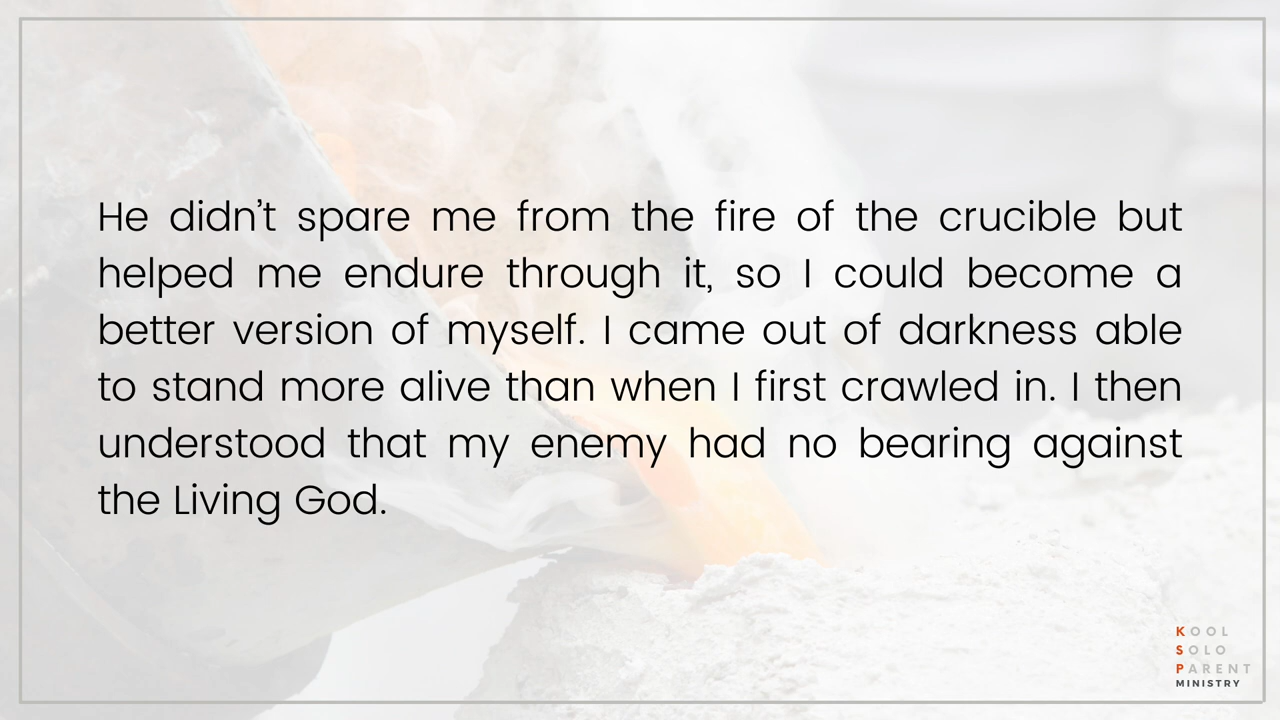 He didn’t spare me from the fire of the crucible but
helped me endure through it, so I could become a
better version of myself. I came out of darkness able
to stand more alive than when I first crawled in. I then
understood that my enemy had no bearing against
the Living God.
KOOL
SOLO
PARENT
MINISTRY